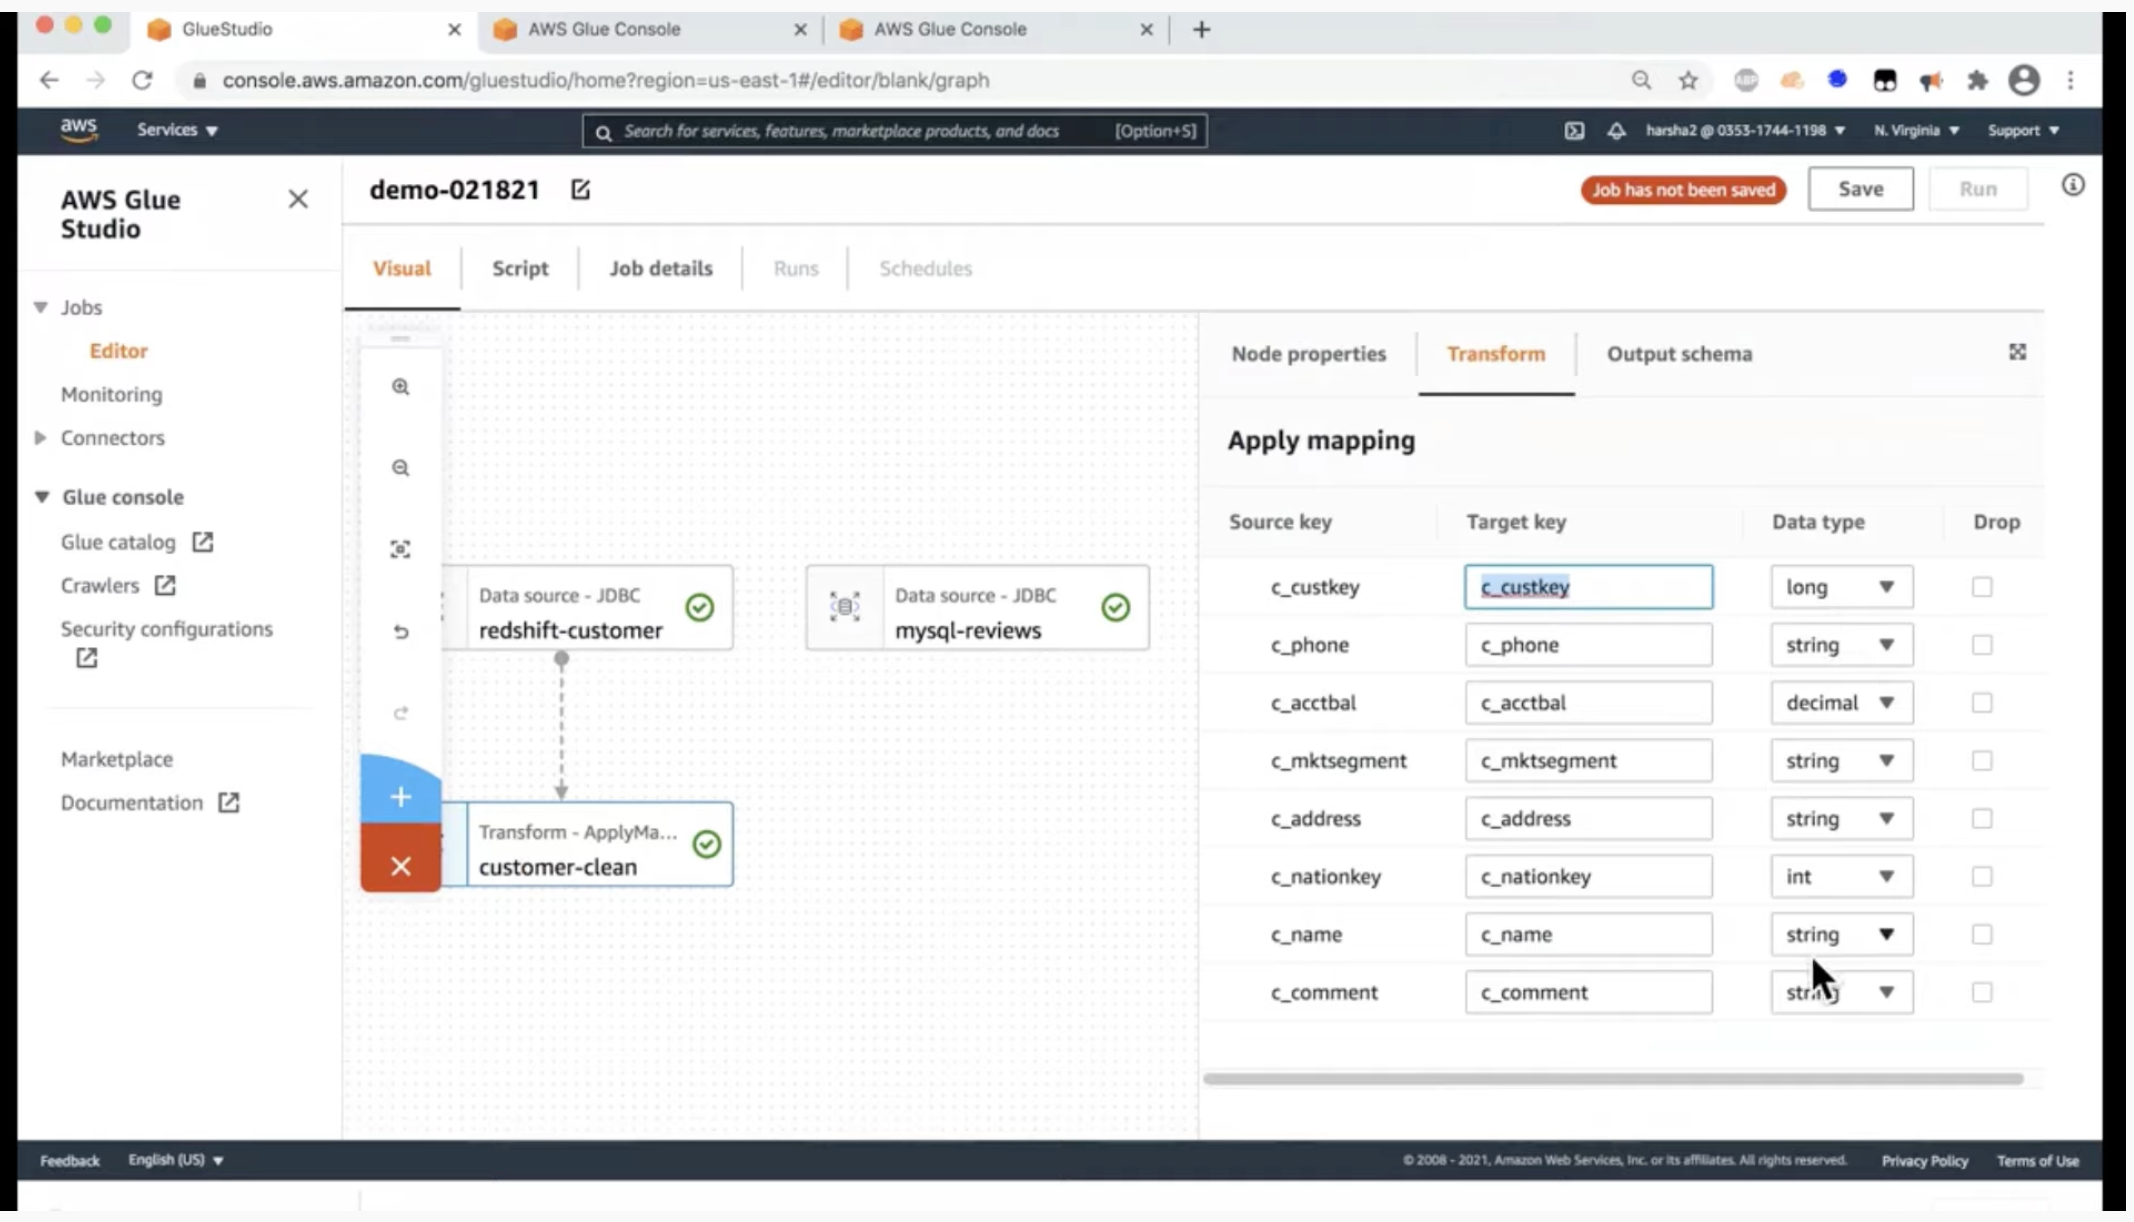 GlueStudio
AWS Glue Console
AWS Glue Console
console.aws.amazon.com/gluestudio/home?region=us-east-1#/editor/blank/graph
ABP
aws
Services
Search for services, features, marketplace products, and docs
[Option+S]
harsha2 @ 0353-1744-1198
N. Virginia
Support
AWS Glue
Studio
Jobs
Editor
Monitoring
Connectors
Glue console
Glue catalog
Crawlers
Security configurations
Marketplace
Documentation
demo-021821
Job has not been saved
Save
Run
Visual
Script
Job details
Runs
Schedules
Data source - JDBC
redshift-customer
Data source - JDBC
mysql-reviews
Transform - ApplyMa...
customer-clean
Node properties
Transform
Output schema
Apply mapping
Source key Target key Data type Drop
c_custkey c_custkey long
c_phone c_phone string
c_acctbal c_acctbal decimal
c_mktsegment c_mktsegment string
c_address c_address string
c_nationkey c_nationkey int
c_name c_name string
c_comment c_comment string
Feedback
English (US)
© 2008 - 2021, Amazon Web Services, Inc. or its affiliates. All rights reserved.
Privacy Policy
Terms of Use